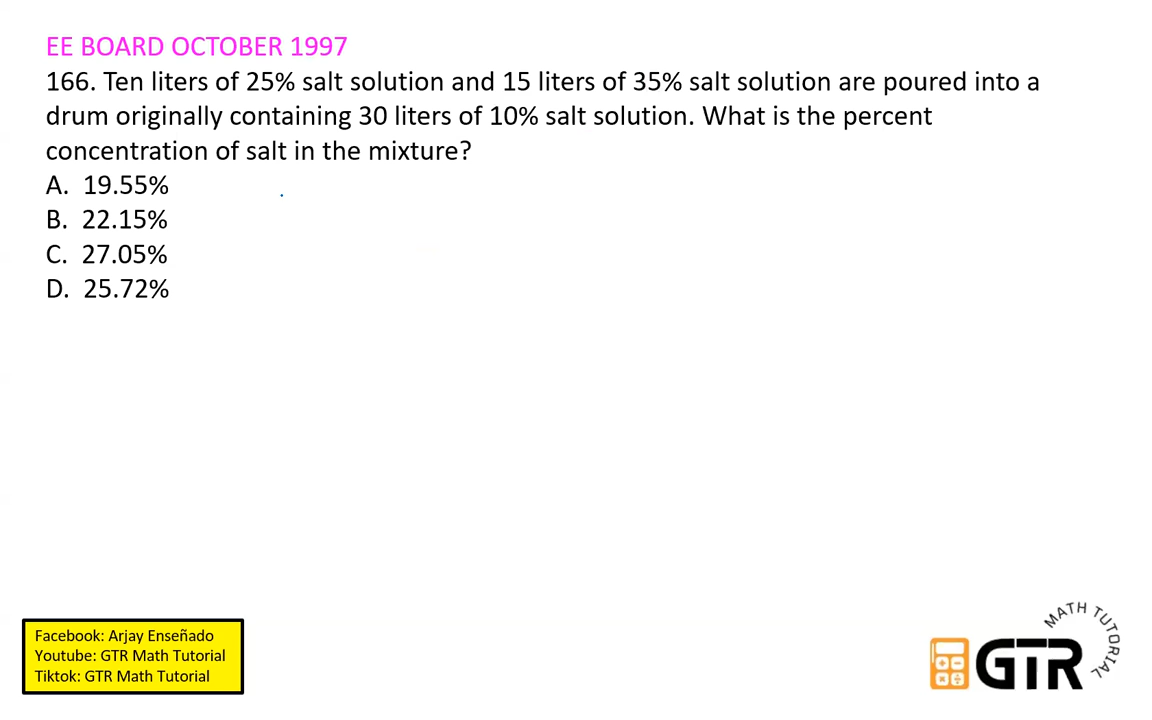 EE BOARD OCTOBER 1997
166. Ten liters of 25% salt solution and 15 liters of 35% salt solution are poured into a
drum originally containing 30 liters of 10% salt solution. What is the percent
concentration of salt in the mixture?
A. 19.55%
B. 22.15%
C. 27.05%
D. 25.72%
Facebook: Arjay Enseñado
Youtube: GTR Math Tutorial
Tiktok: GTR Math Tutorial
GTR
MATH TUTORIAL